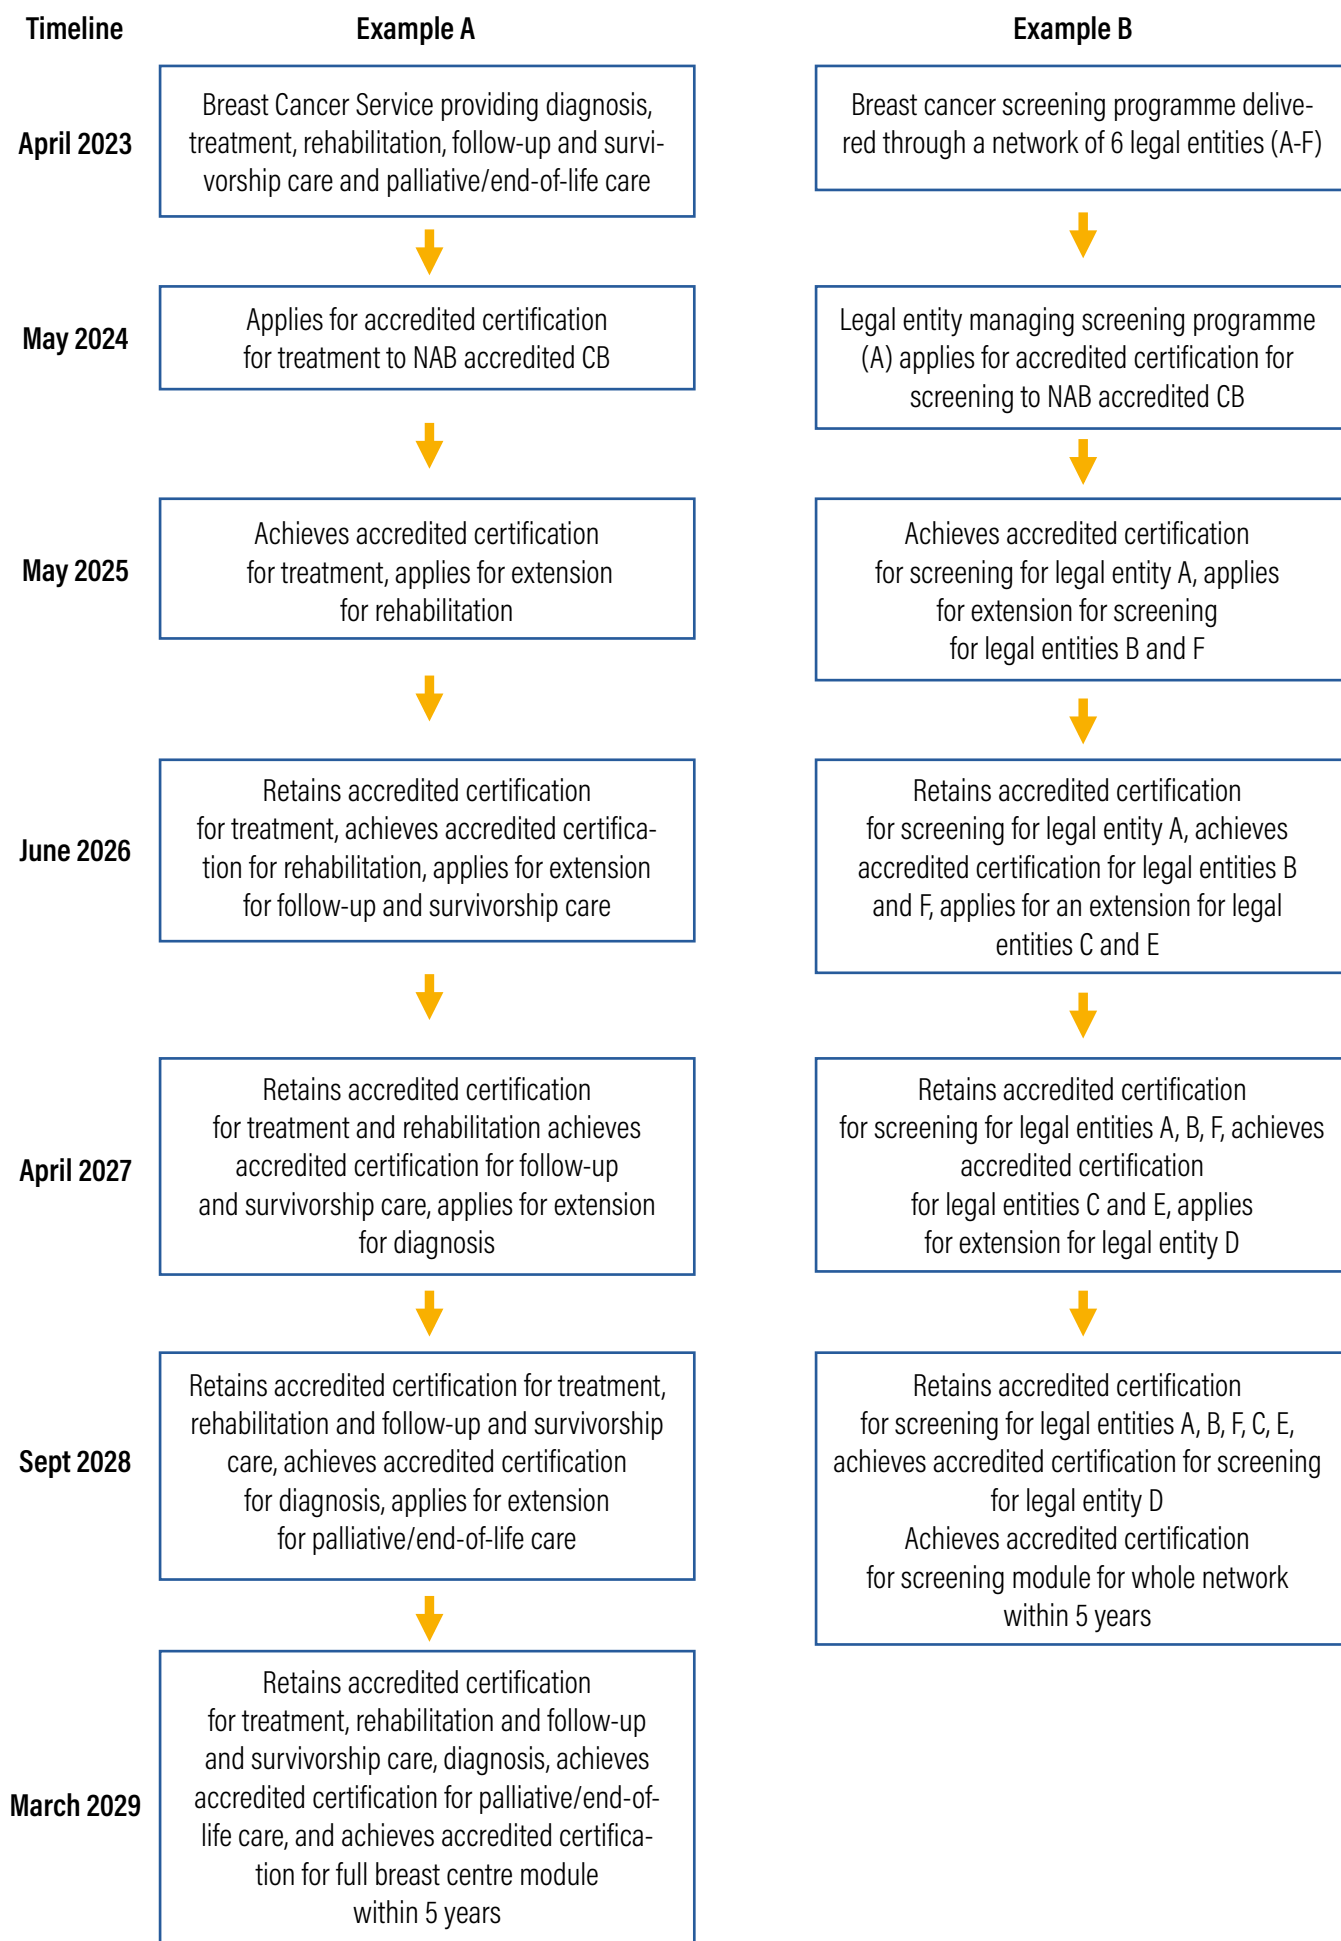 Timeline
Example A
Example B
April 2023
Breast Cancer Service providing diagnosis,
treatment, rehabilitation, follow-up and survi-
vorship care and palliative/end-of-life care
Breast cancer screening programme delive-
red through a network of 6 legal entities (A-F)
May 2024
Applies for accredited certification
for treatment to NAB accredited CB
Legal entity managing screening programme
(A) applies for accredited certification for
screening to NAB accredited CB
May 2025
Achieves accredited certification
for treatment, applies for extension
for rehabilitation
Achieves accredited certification
for screening for legal entity A, applies
for extension for screening
for legal entities B and F
June 2026
Retains accredited certification
for treatment, achieves accredited certifica-
tion for rehabilitation, applies for extension
for follow-up and survivorship care
Retains accredited certification
for screening for legal entity A, achieves
accredited certification for legal entities B
and F, applies for an extension for legal
entities C and E
April 2027
Retains accredited certification
for treatment and rehabilitation achieves
accredited certification for follow-up
and survivorship care, applies for extension
for diagnosis
Retains accredited certification
for screening for legal entities A, B, F, achieves
accredited certification
for legal entities C and E, applies
for extension for legal entity D
Sept 2028
Retains accredited certification for treatment,
rehabilitation and follow-up and survivorship
care, achieves accredited certification
for diagnosis, applies for extension
for palliative/end-of-life care
Retains accredited certification
for screening for legal entities A, B, F, C, E,
achieves accredited certification for screening
for legal entity D
Achieves accredited certification
for screening module for whole network
within 5 years
March 2029
Retains accredited certification
for treatment, rehabilitation and follow-up
and survivorship care, diagnosis, achieves
accredited certification for palliative/end-of-
life care, and achieves accredited certifica-
tion for full breast centre module
within 5 years